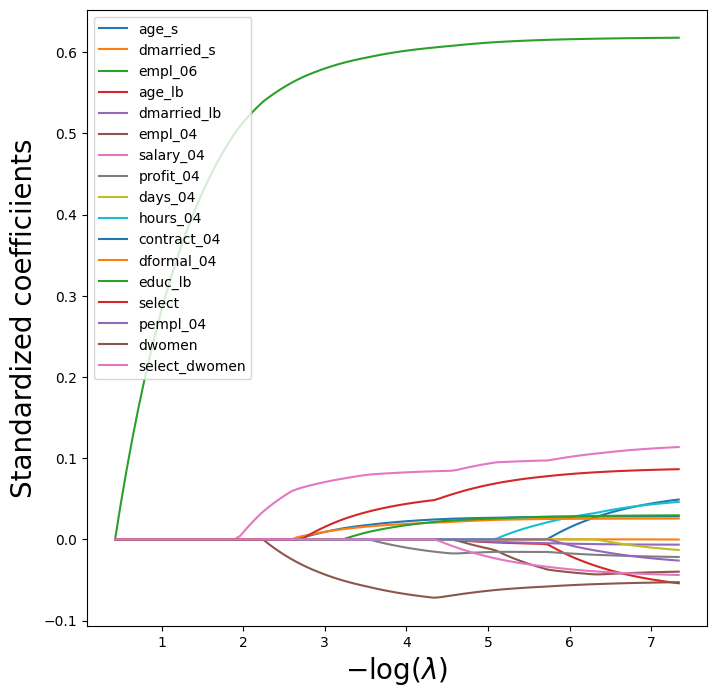 age_s
dmarried_s
empl_06
age_lb
dmarried_lb
empl_04
salary_04
profit_04
days_04
hours_04
contract_04
dformal_04
educ_lb
select
pempl_04
dwomen
select_dwomen
0.6
0.5
0.4
0.3
0.2
0.1
0.0
−0.1
Standardized coefficiients
1 2 3 4 5 6 7
−log(λ)